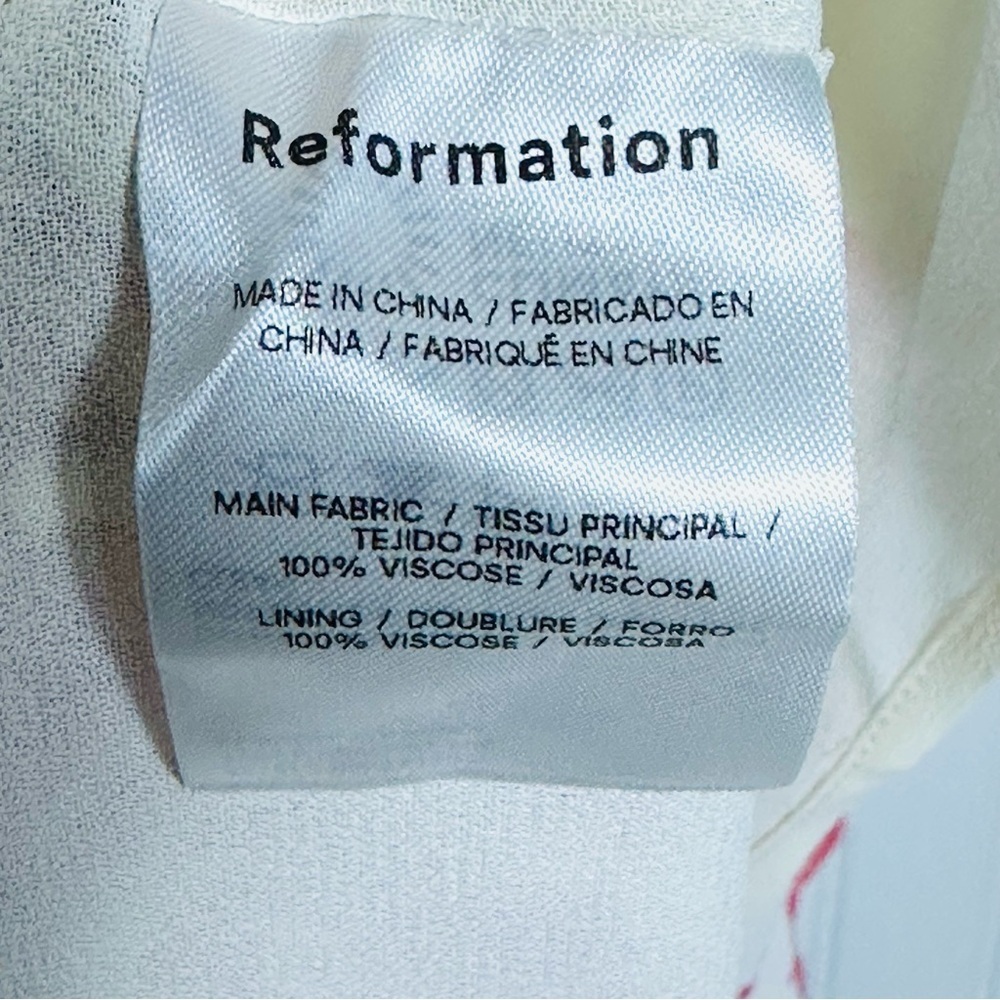 Reformation
MADE IN CHINA / FABRICADO EN
CHINA / FABRIQUÉ EN CHINE
MAIN FABRIC / TISSU PRINCIPAL /
TEJIDO PRINCIPAL
100% VISCOSE / VISCOSA
LINING / DOUBLURE / FORRO
100% VISCOSE / VISCOSA